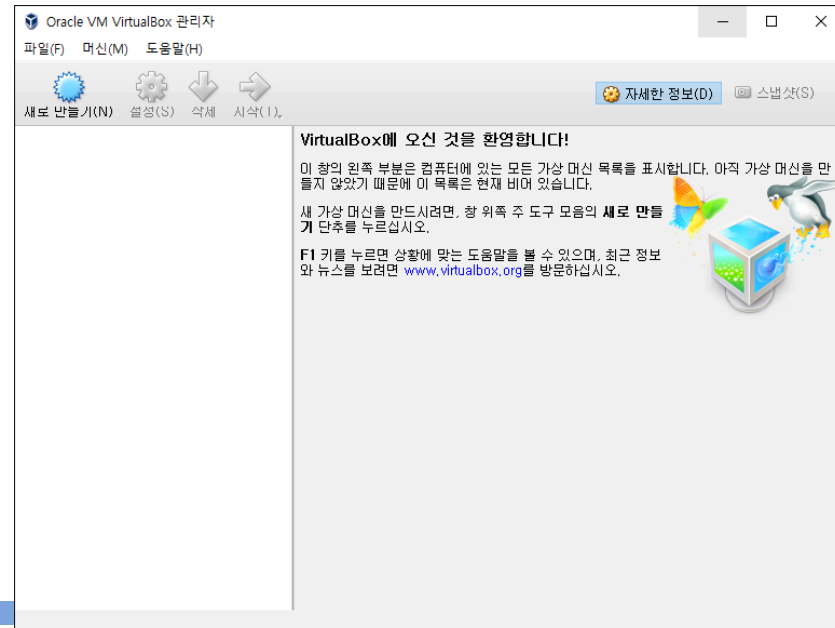 Oracle VM VirtualBox 관리자
파일(F) 머신(M) 도움말(H)
새로 만들기(N) 설정(S) 삭제 시작(T) 자세한 정보(D) 스냅샷(S)
VirtualBox에 오신 것을 환영합니다!
이 창의 왼쪽 부분은 컴퓨터에 있는 모든 가상 머신 목록을 표시합니다. 아직 가상 머신을 만
들지 않았기 때문에 이 목록은 현재 비어 있습니다.
새 가상 머신을 만드시려면, 창 위쪽 주 도구 모음의 새로 만들
기 단추를 누르십시오.
F1 키를 누르면 상황에 맞는 도움말을 볼 수 있으며, 최근 정보
와 뉴스를 보려면 www.virtualbox.org를 방문하십시오.